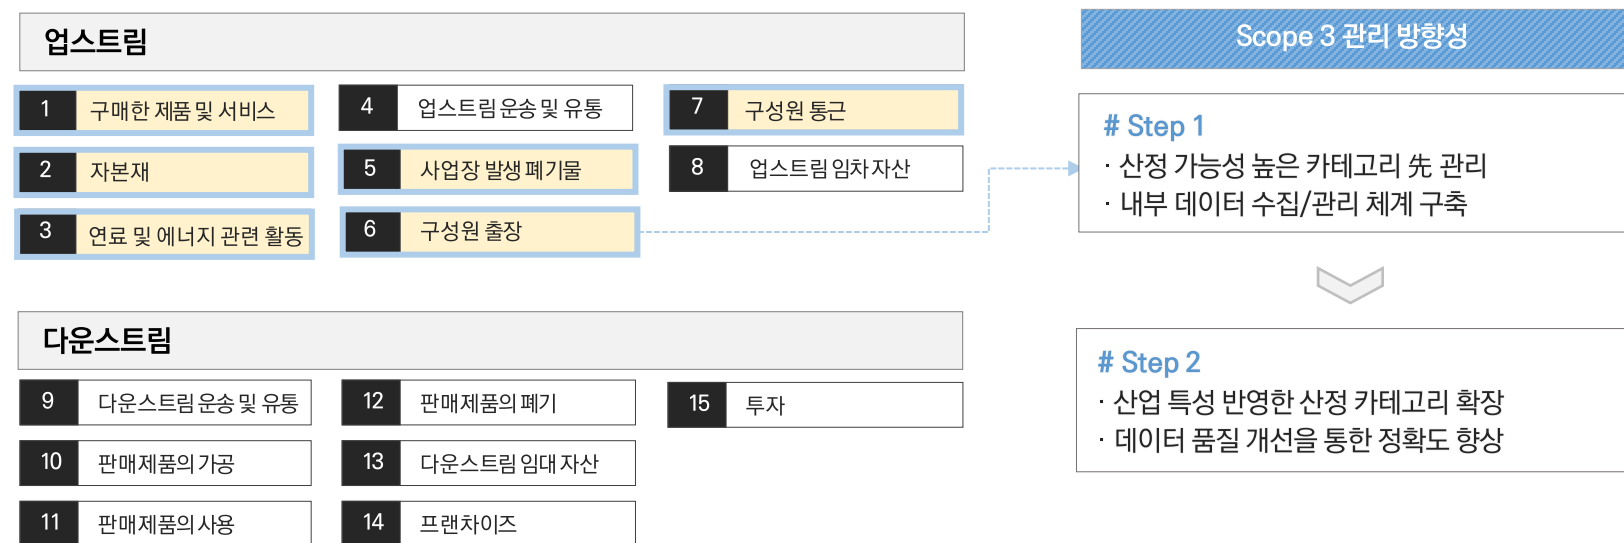 업스트림
1 구매한 제품 및 서비스
2 자본재
3 연료 및 에너지 관련 활동
4 업스트림 운송 및 유통
5 사업장 발생 폐기물
6 구성원 출장
7 구성원 통근
8 업스트림 임차 자산
다운스트림
9 다운스트림 운송 및 유통
10 판매제품의 가공
11 판매제품의 사용
12 판매제품의 폐기
13 다운스트림 임대 자산
14 프랜차이즈
15 투자
Scope 3 관리 방향성
# Step 1
· 산정 가능성 높은 카테고리 先 관리
· 내부 데이터 수집/관리 체계 구축
# Step 2
· 산업 특성 반영한 산정 카테고리 확장
· 데이터 품질 개선을 통한 정확도 향상